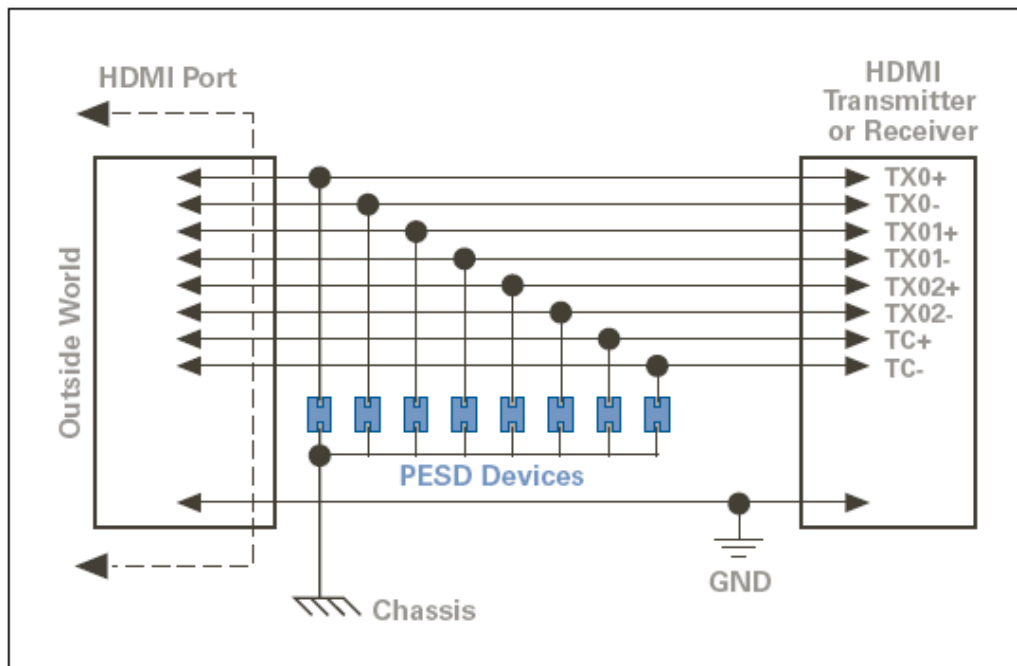 HDMI Port
HDMI
Transmitter
or Receiver
Outside World
TX0+
TX0-
TX01+
TX01-
TX02+
TX02-
TC+
TC-
PESD Devices
GND
Chassis